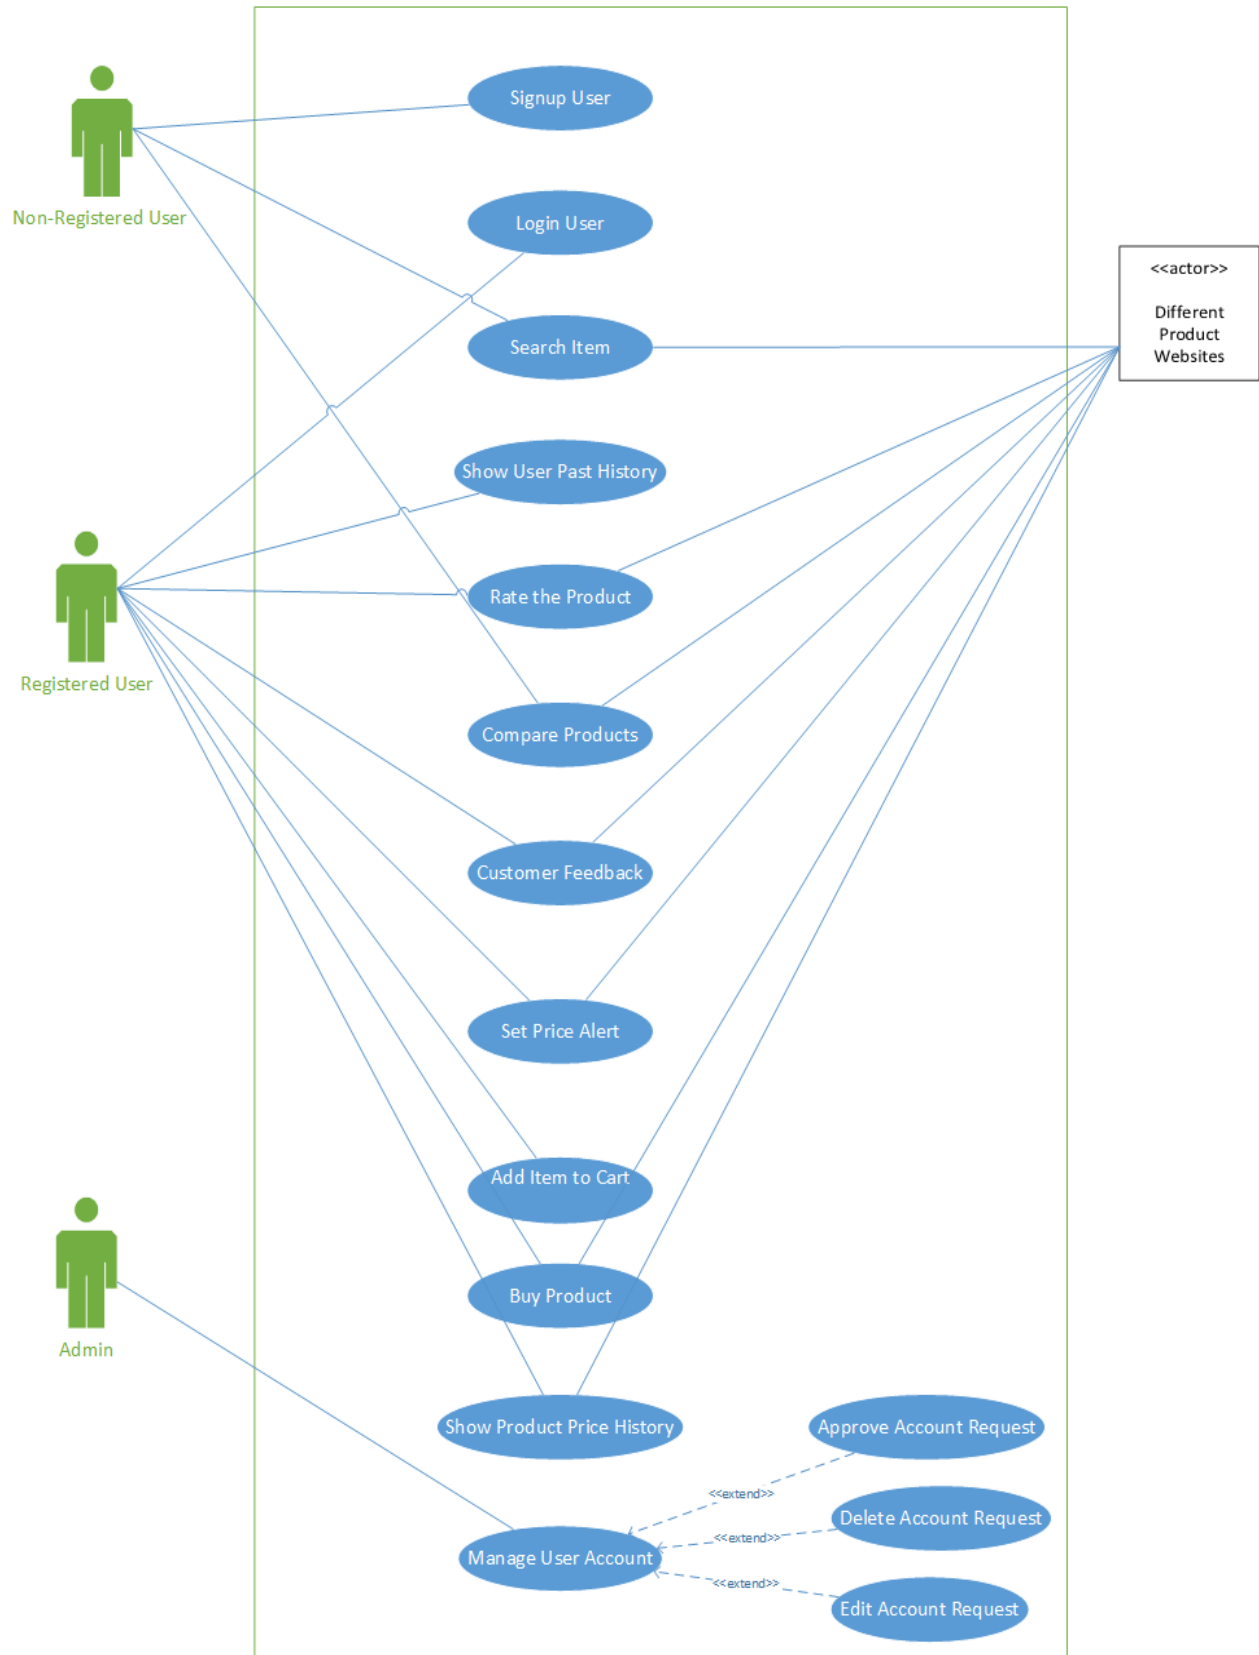 Signup User
Non-Registered User
Login User
<<actor>>
Different
Product
Websites
Search Item
Show User Past History
Rate the Product
Registered User
Compare Products
Customer Feedback
Set Price Alert
Add Item to Cart
Buy Product
Admin
Show Product Price History
Approve Account Request
<<extend>>
Delete Account Request
<<extend>>
Manage User Account
<<extend>>
Edit Account Request